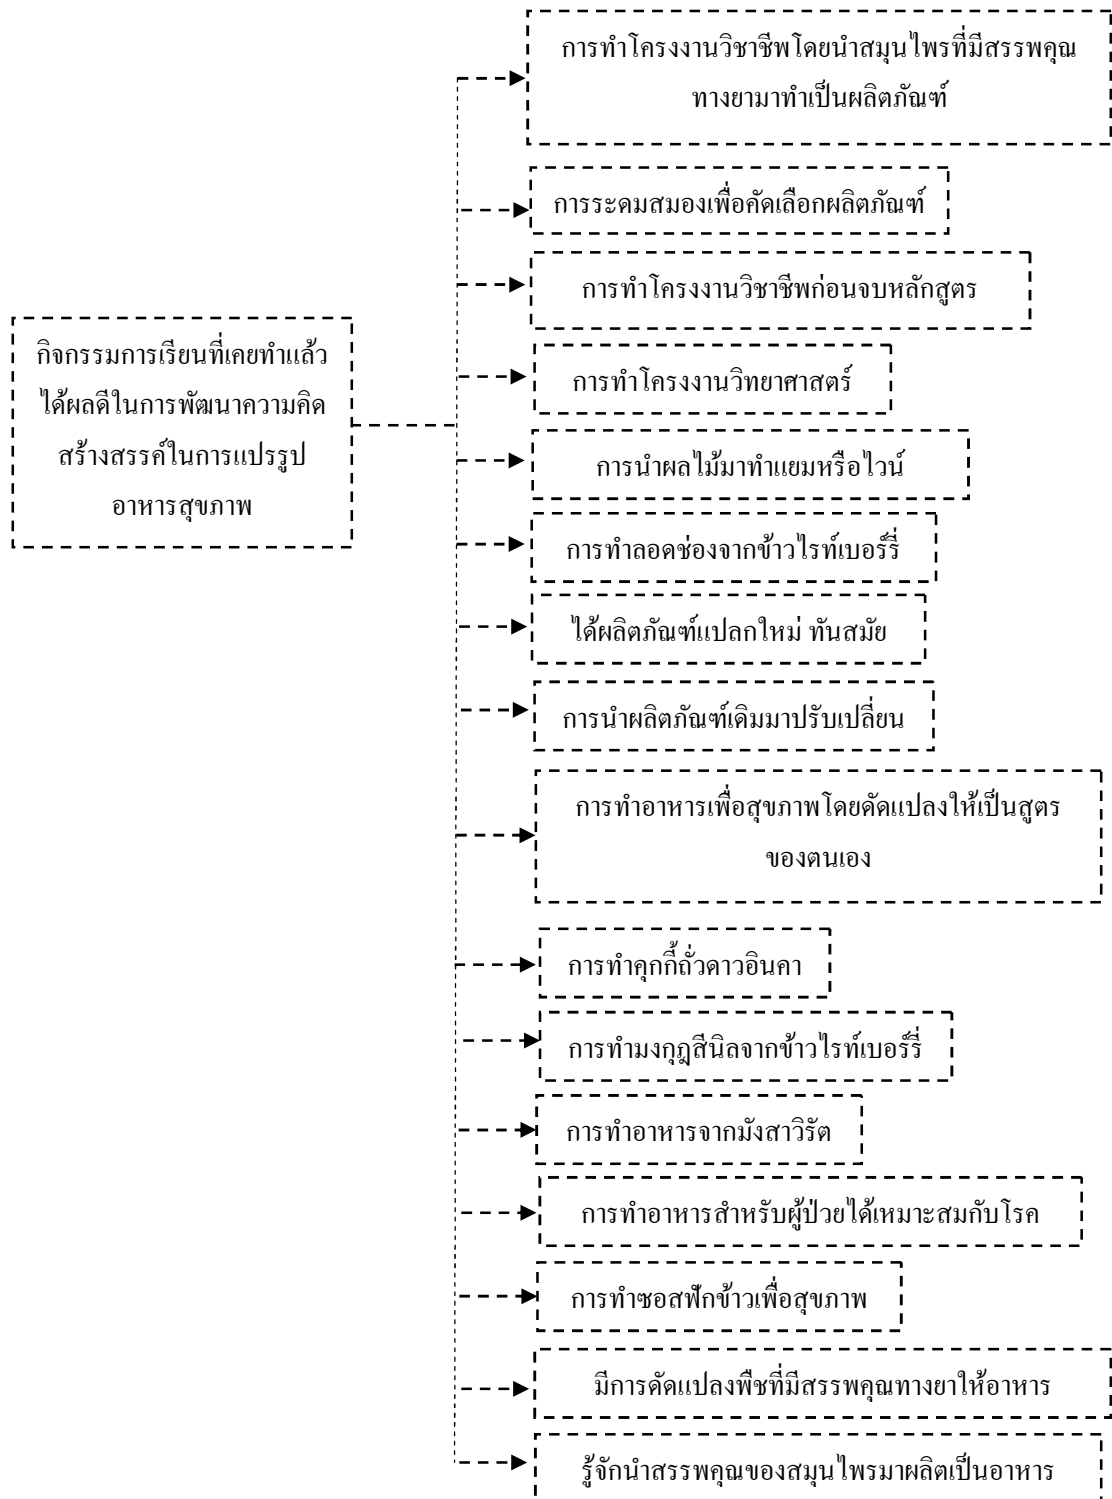 การทำโครงงานวิชาชีพโดยนำสมุนไพรที่มีสรรพคุณ
ทางยามาทำเป็นผลิตภัณฑ์
การระดมสมองเพื่อคัดเลือกผลิตภัณฑ์
การทำโครงงานวิชาชีพก่อนจบหลักสูตร
กิจกรรมการเรียนที่เคยทำแล้ว
ได้ผลดีในการพัฒนาความคิด
สร้างสรรค์ในการแปรรูป
อาหารสุขภาพ
การทำโครงงานวิทยาศาสตร์
การนำผลไม้มาทำแยมหรือไวน์
การทำลอดช่องจากข้าวไรท์เบอร์รี่
ได้ผลิตภัณฑ์แปลกใหม่ ทันสมัย
การนำผลิตภัณฑ์เดิมมาปรับเปลี่ยน
การทำอาหารเพื่อสุขภาพโดยดัดแปลงให้เป็นสูตร
ของตนเอง
การทำคุกกี้ถั่วดาวอินคา
การทำมงกุฎสีนิลจากข้าวไรท์เบอร์รี่
การทำอาหารจากมังสาวิรัต
การทำอาหารสำหรับผู้ป่วยได้เหมาะสมกับโรค
การทำซอสฟักข้าวเพื่อสุขภาพ
มีการดัดแปลงพืชที่มีสรรพคุณทางยาให้อาหาร
รู้จักนำสรรพคุณของสมุนไพรมาผลิตเป็นอาหาร